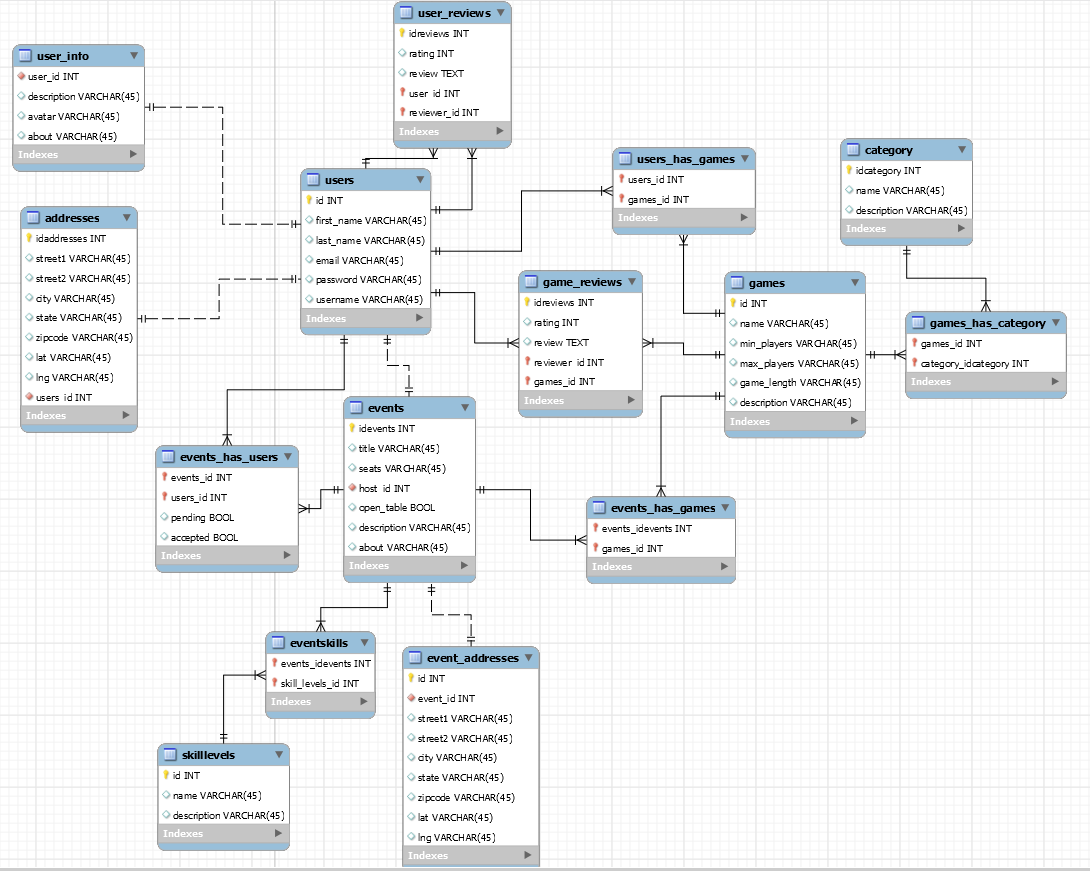 user_reviews
idreviews INT
rating INT
review TEXT
user_id INT
reviewer_id INT
Indexes
user_info
user_id INT
description VARCHAR(45)
avatar VARCHAR(45)
about VARCHAR(45)
Indexes
users_has_games
users_id INT
games_id INT
Indexes
category
idcategory INT
name VARCHAR(45)
description VARCHAR(45)
Indexes
users
id INT
first_name VARCHAR(45)
last_name VARCHAR(45)
email VARCHAR(45)
password VARCHAR(45)
username VARCHAR(45)
Indexes
addresses
idaddresses INT
street1 VARCHAR(45)
street2 VARCHAR(45)
city VARCHAR(45)
state VARCHAR(45)
zipcode VARCHAR(45)
lat VARCHAR(45)
lng VARCHAR(45)
users_id INT
Indexes
game_reviews
idreviews INT
rating INT
review TEXT
reviewer_id INT
games_id INT
Indexes
games
id INT
name VARCHAR(45)
min_players VARCHAR(45)
max_players VARCHAR(45)
game_length VARCHAR(45)
description VARCHAR(45)
Indexes
games_has_category
games_id INT
category_idcategory INT
Indexes
events
idevents INT
title VARCHAR(45)
seats VARCHAR(45)
host_id INT
open_table BOOL
description VARCHAR(45)
about VARCHAR(45)
Indexes
events_has_users
events_id INT
users_id INT
pending BOOL
accepted BOOL
Indexes
events_has_games
events_idevents INT
games_id INT
Indexes
eventskills
events_idevents INT
skill_levels_id INT
Indexes
event_addresses
id INT
event_id INT
street1 VARCHAR(45)
street2 VARCHAR(45)
city VARCHAR(45)
state VARCHAR(45)
zipcode VARCHAR(45)
lat VARCHAR(45)
lng VARCHAR(45)
Indexes
skilllevels
id INT
name VARCHAR(45)
description VARCHAR(45)
Indexes